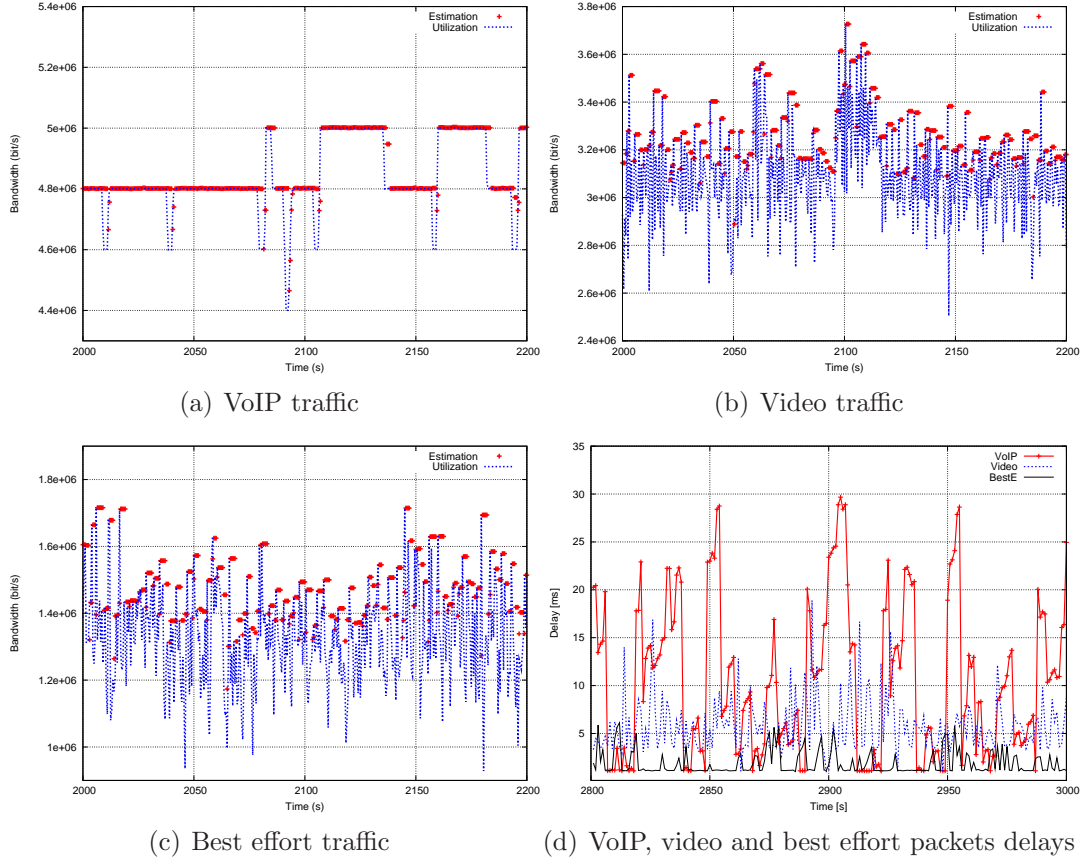 5.4e+06
5.2e+06
5e+06
4.8e+06
4.6e+06
4.4e+06
Bandwidth (bit/s)
Estimation
Utilization
2000 2050 2100 2150 2200
Time (s)
(a) VoIP traffic
3.8e+06
3.6e+06
3.4e+06
3.2e+06
3e+06
2.8e+06
2.6e+06
2.4e+06
Bandwidth (bit/s)
Estimation
Utilization
2000 2050 2100 2150 2200
Time (s)
(b) Video traffic
1.8e+06
1.6e+06
1.4e+06
1.2e+06
1e+06
Bandwidth (bit/s)
Estimation
Utilization
2000 2050 2100 2150 2200
Time (s)
(c) Best effort traffic
35
30
25
20
15
10
5
Delay [ms]
VoIP
Video
BestE
2800 2850 2900 2950 3000
Time [s]
(d) VoIP, video and best effort packets delays